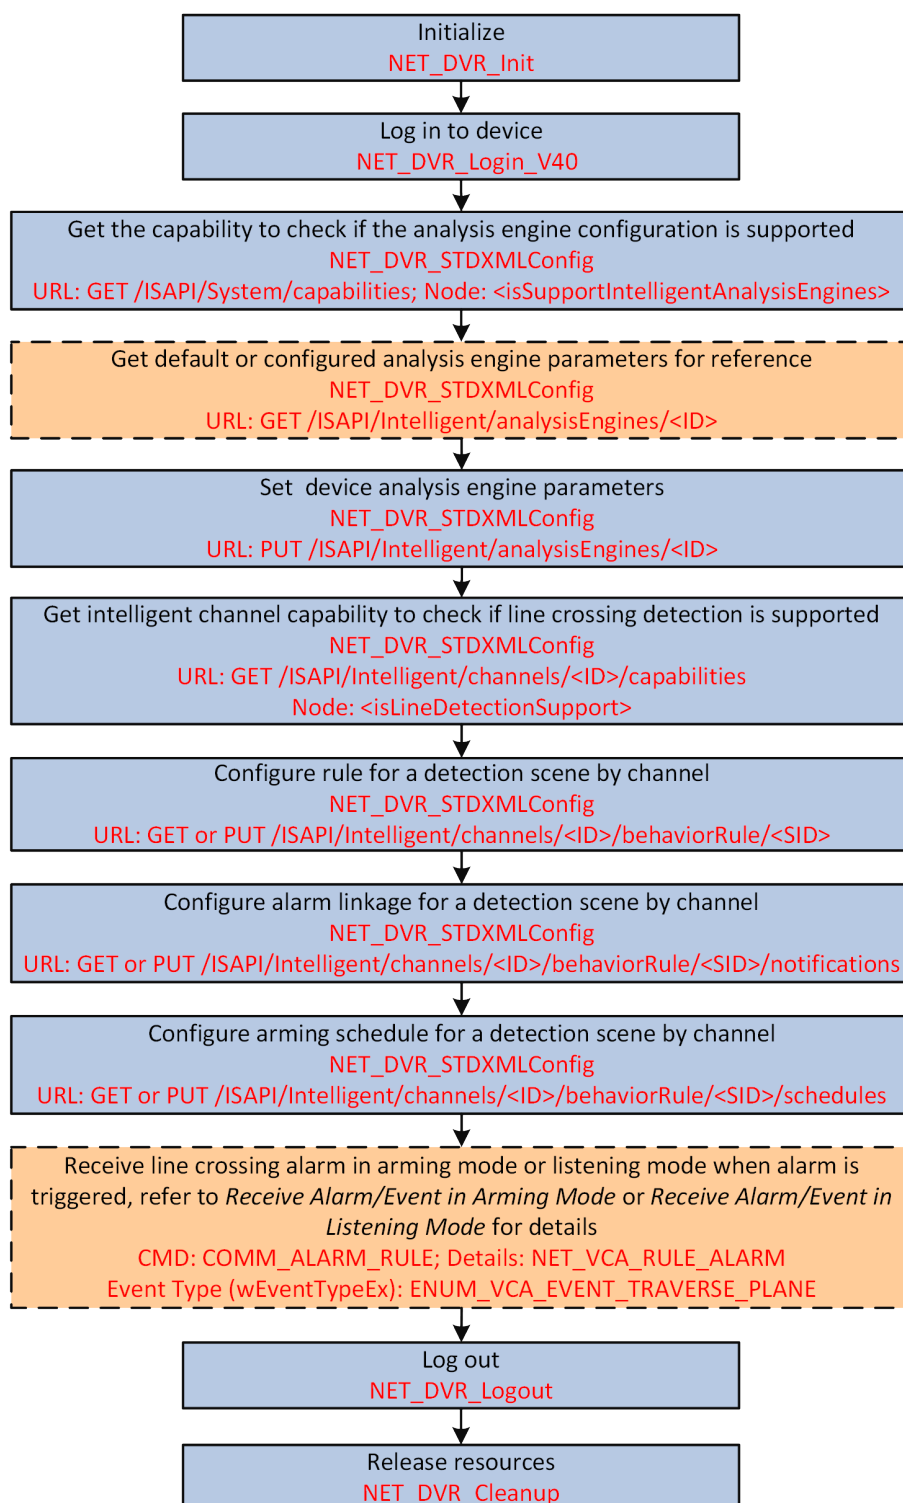 Initialize
NET_DVR_Init
Log in to device
NET_DVR_Login_V40
Get the capability to check if the analysis engine configuration is supported
NET_DVR_STDXMLConfig
URL: GET /ISAPI/System/capabilities; Node: <isSupportIntelligentAnalysisEngines>
Get default or configured analysis engine parameters for reference
NET_DVR_STDXMLConfig
URL: GET /ISAPI/Intelligent/analysisEngines/<ID>
Set  device analysis engine parameters
NET_DVR_STDXMLConfig
URL: PUT /ISAPI/Intelligent/analysisEngines/<ID>
Get intelligent channel capability to check if line crossing detection is supported
NET_DVR_STDXMLConfig
URL: GET /ISAPI/Intelligent/channels/<ID>/capabilities
Node: <isLineDetectionSupport>
Configure rule for a detection scene by channel
NET_DVR_STDXMLConfig
URL: GET or PUT /ISAPI/Intelligent/channels/<ID>/behaviorRule/<SID>
Configure alarm linkage for a detection scene by channel
NET_DVR_STDXMLConfig
URL: GET or PUT /ISAPI/Intelligent/channels/<ID>/behaviorRule/<SID>/notifications
Configure arming schedule for a detection scene by channel
NET_DVR_STDXMLConfig
URL: GET or PUT /ISAPI/Intelligent/channels/<ID>/behaviorRule/<SID>/schedules
Receive line crossing alarm in arming mode or listening mode when alarm is
triggered, refer to Receive Alarm/Event in Arming Mode or Receive Alarm/Event in
Listening Mode for details
CMD: COMM_ALARM_RULE; Details: NET_VCA_RULE_ALARM
Event Type (wEventTypeEx): ENUM_VCA_EVENT_TRAVERSE_PLANE
Log out
NET_DVR_Logout
Release resources
NET_DVR_Cleanup